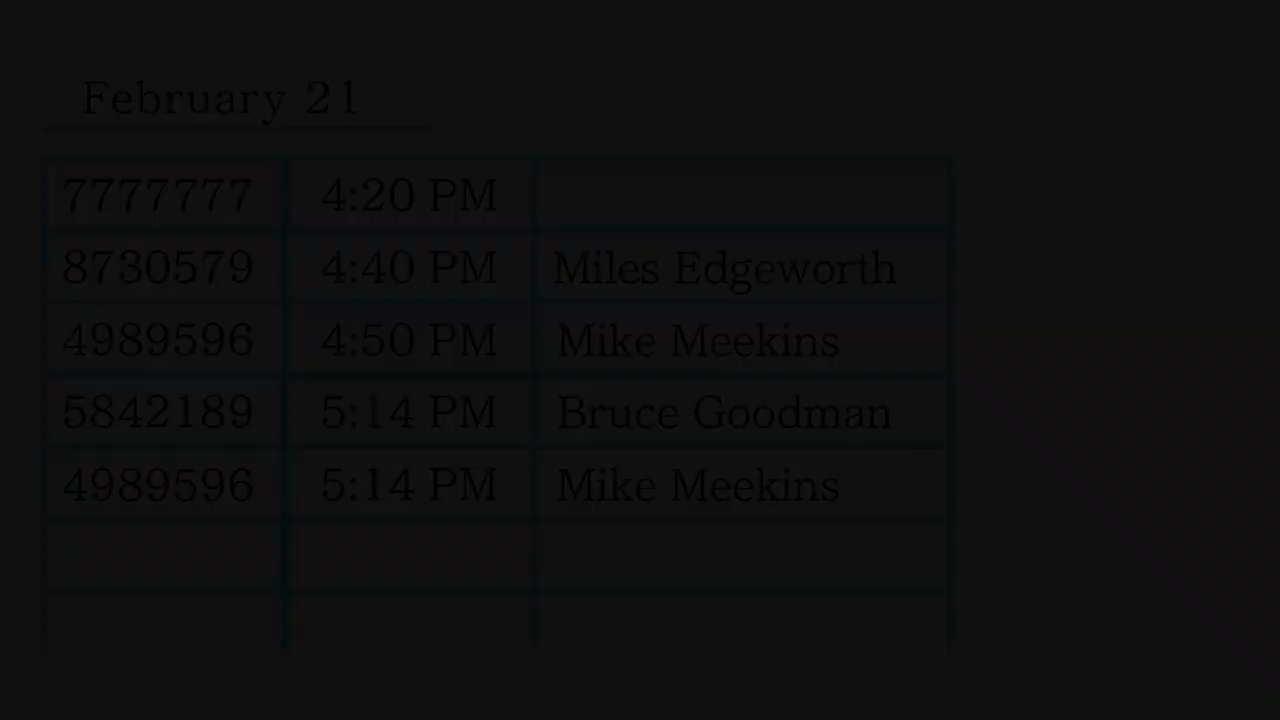 February 21
7777777 4:20 PM
8730579 4:40 PM Miles Edgeworth
4989596 4:50 PM Mike Meekins
5842189 5:14 PM Bruce Goodman
4989596 5:14 PM Mike Meekins